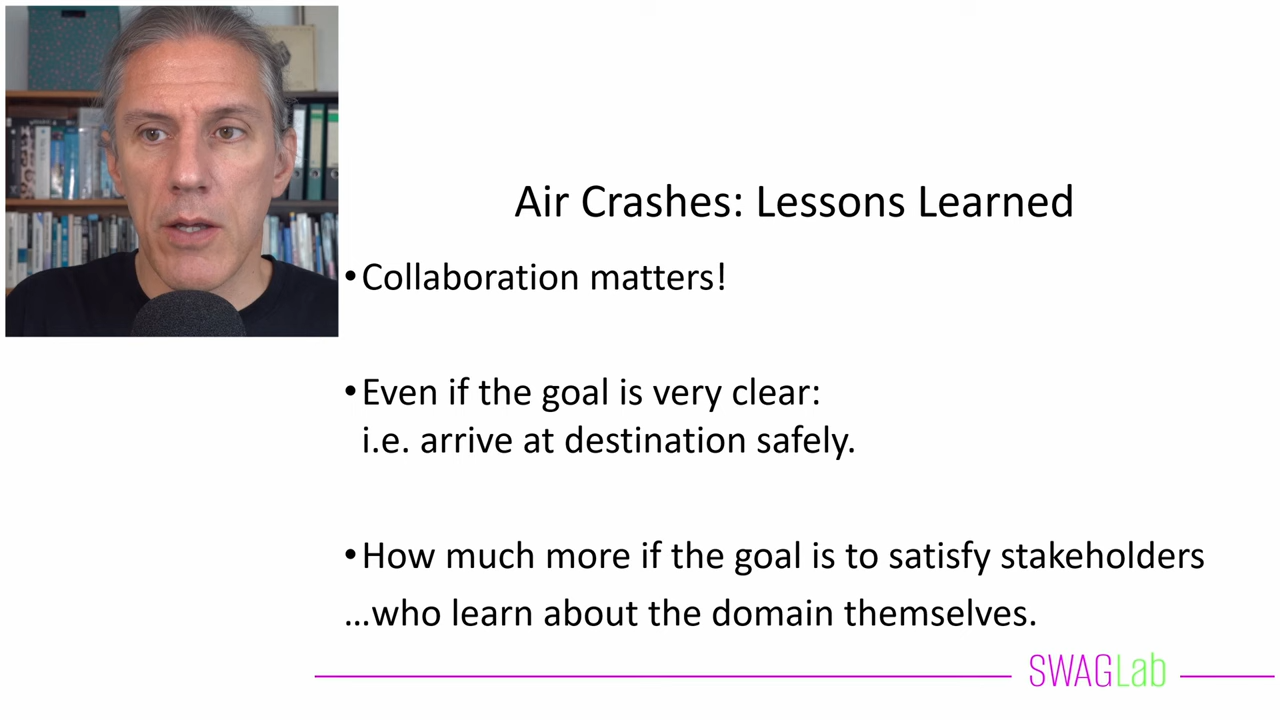 Air Crashes: Lessons Learned
•Collaboration matters!
•Even if the goal is very clear:
i.e. arrive at destination safely.
•How much more if the goal is to satisfy stakeholders
…who learn about the domain themselves.
SWAGLab